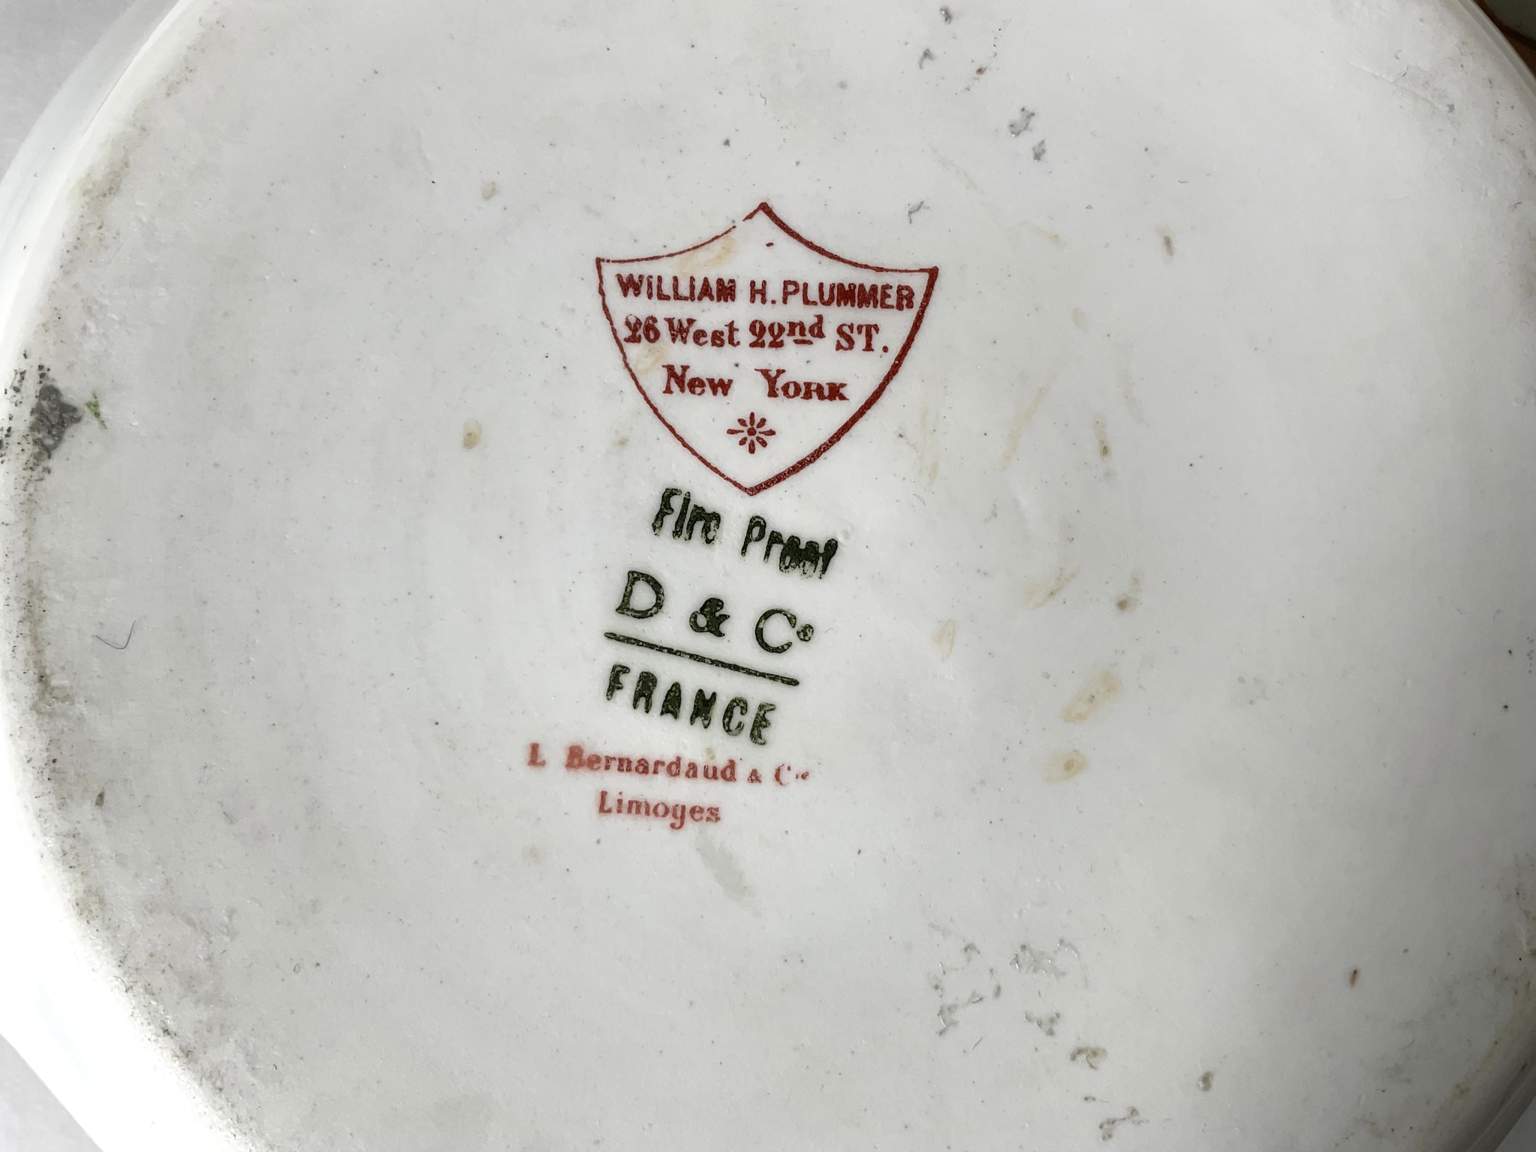 WILLIAM H. PLUMMER
26 West 22nd ST.
NEW YORK
Fire Proof
D & Co
FRANCE
L Bernardaud & Co
Limoges